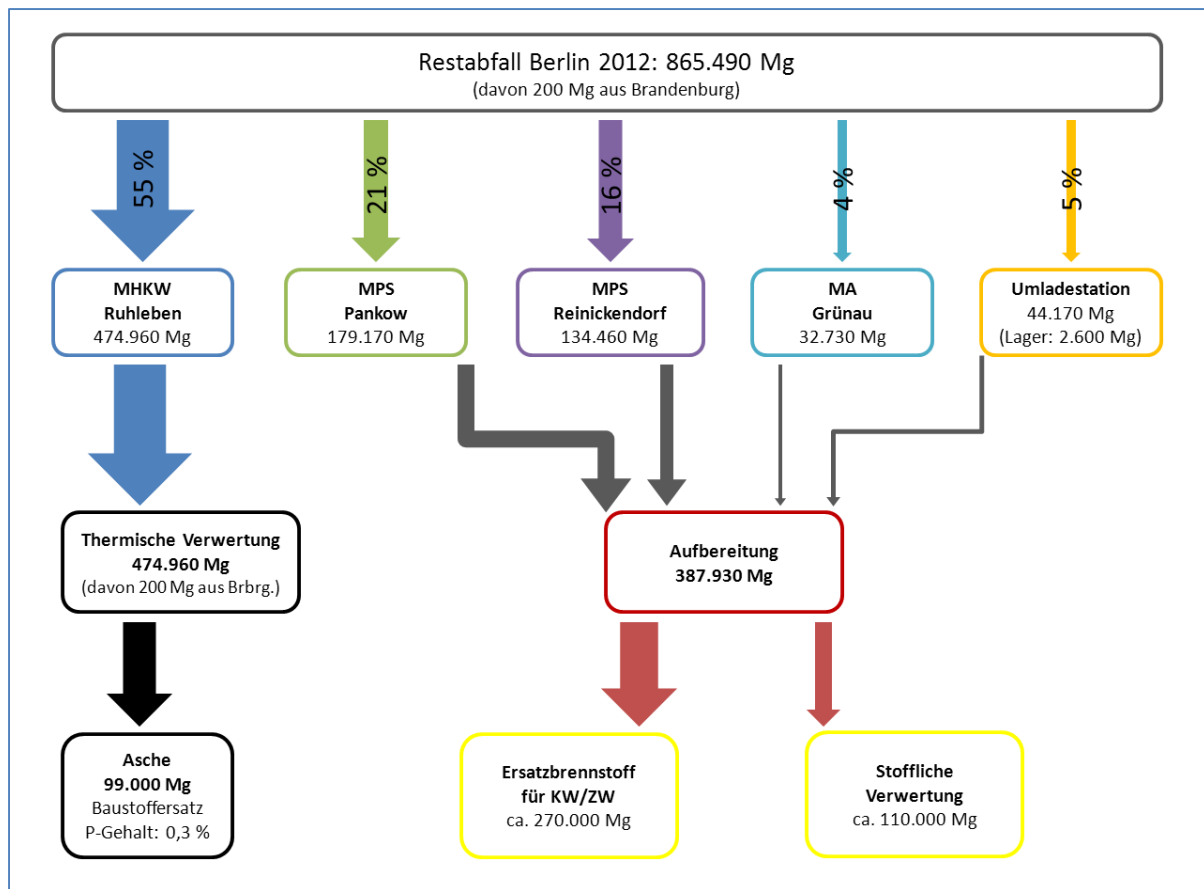 Restabfall Berlin 2012: 865.490 Mg
(davon 200 Mg aus Brandenburg)
55 %
21 %
16 %
4 %
5 %
MHKW
Ruhleben
474.960 Mg
MPS
Pankow
179.170 Mg
MPS
Reinickendorf
134.460 Mg
MA
Grünau
32.730 Mg
Umladestation
44.170 Mg
(Lager: 2.600 Mg)
Thermische Verwertung
474.960 Mg
(davon 200 Mg aus Brbrg.)
Aufbereitung
387.930 Mg
Asche
99.000 Mg
Baustoffersatz
P-Gehalt: 0,3 %
Ersatzbrennstoff
für KW/ZW
ca. 270.000 Mg
Stoffliche
Verwertung
ca. 110.000 Mg